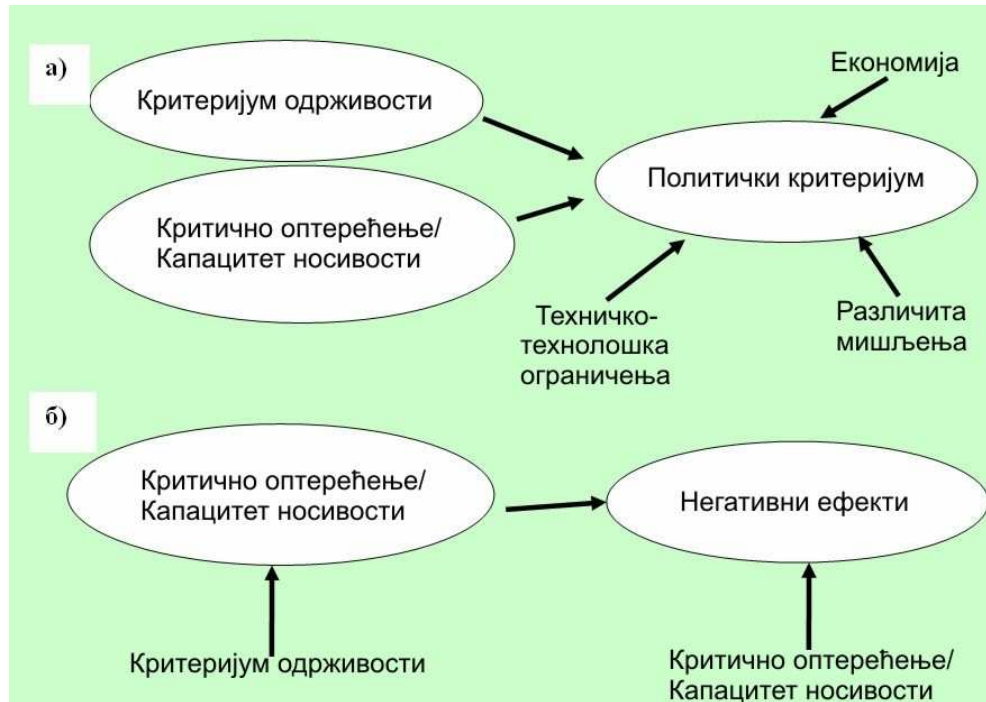 а)
Критеријум одрживости
Економија
Политички критеријум
Критично оптерећење/
Капацитет носивости
Техничко-
технолошка
ограничења
Различита
мишљења
б)
Критично оптерећење/
Капацитет носивости
Негативни ефекти
Критеријум одрживости
Критично оптерећење/
Капацитет носивости